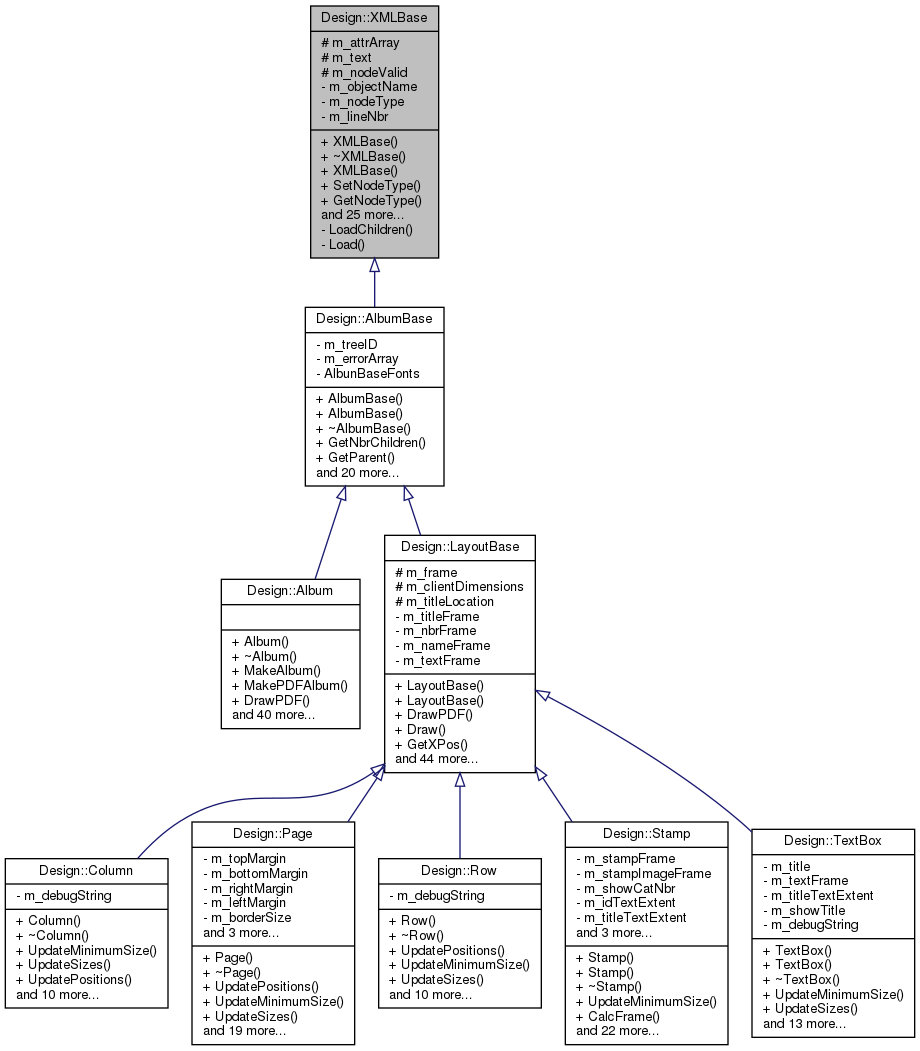 Design::XMLBase
# m_attrArray
# m_text
# m_nodeValid
- m_objectName
- m_nodeType
- m_lineNbr
+ XMLBase()
+ ~XMLBase()
+ XMLBase()
+ SetNodeType()
+ GetNodeType()
and 25 more...
- LoadChildren()
- Load()
Design::AlbumBase
- m_treeID
- m_errorArray
- AlbunBaseFonts
+ AlbumBase()
+ AlbumBase()
+ ~AlbumBase()
+ GetNbrChildren()
+ GetParent()
and 20 more...
Design::Album
+ Album()
+ ~Album()
+ MakeAlbum()
+ MakePDFAlbum()
+ DrawPDF()
and 40 more...
Design::LayoutBase
# m_frame
# m_clientDimensions
# m_titleLocation
- m_titleFrame
- m_nbrFrame
- m_nameFrame
- m_textFrame
+ LayoutBase()
+ LayoutBase()
+ DrawPDF()
+ Draw()
+ GetXPos()
and 44 more...
Design::Column
- m_debugString
+ Column()
+ ~Column()
+ UpdateMinimumSize()
+ UpdateSizes()
+ UpdatePositions()
and 10 more...
Design::Page
- m_topMargin
- m_bottomMargin
- m_rightMargin
- m_leftMargin
- m_borderSize
and 3 more...
+ Page()
+ ~Page()
+ UpdatePositions()
+ UpdateMinimumSize()
+ UpdateSizes()
and 19 more...
Design::Row
- m_debugString
+ Row()
+ ~Row()
+ UpdatePositions()
+ UpdateMinimumSize()
+ UpdateSizes()
and 10 more...
Design::Stamp
- m_stampFrame
- m_stampImageFrame
- m_showCatNbr
- m_idTextExtent
- m_titleTextExtent
and 3 more...
+ Stamp()
+ Stamp()
+ ~Stamp()
+ UpdateMinimumSize()
+ CalcFrame()
and 22 more...
Design::TextBox
- m_title
- m_textFrame
- m_titleTextExtent
- m_showTitle
- m_debugString
+ TextBox()
+ TextBox()
+ ~TextBox()
+ UpdateMinimumSize()
+ UpdateSizes()
and 13 more...